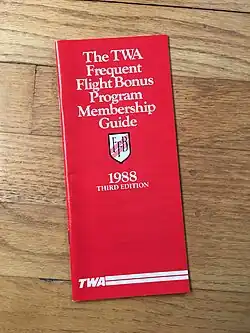 The TWA
Frequent
Flight Bonus
Program
Membership
Guide
FFB
1988
THIRD EDITION
TWA